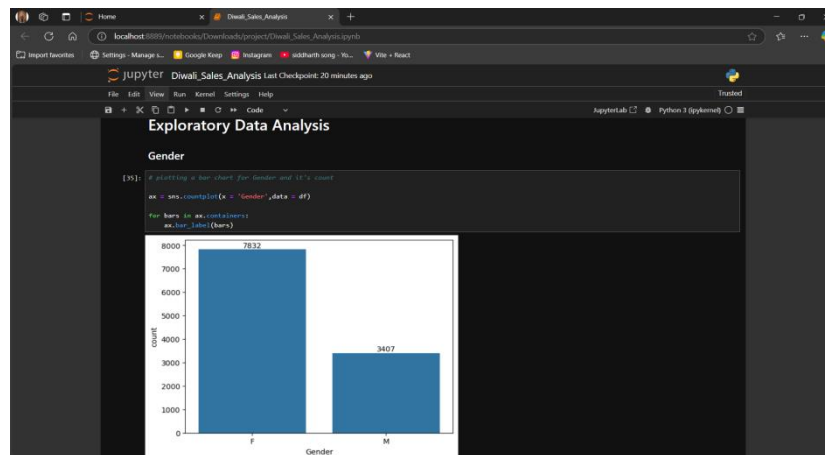 Home
Diwali_Sales_Analysis
localhost:8889/notebooks/Downloads/project/Diwali_Sales_Analysis.ipynb
Import favorites
Settings - Manage s...
Google Keep
Instagram
siddharth song - Yo...
Vite + React
jupyter Diwali_Sales_Analysis Last Checkpoint: 20 minutes ago
File Edit View Run Kernel Settings Help
Trusted
Code
JupyterLab
Python 3 (ipykernel)
Exploratory Data Analysis
Gender
[35]: # plotting a bar chart for Gender and it's count
ax = sns.countplot(x = 'Gender',data = df)
for bars in ax.containers:
ax.bar_label(bars)
8000
7000
6000
5000
4000
3000
2000
1000
0
count
7832
3407
F
M
Gender